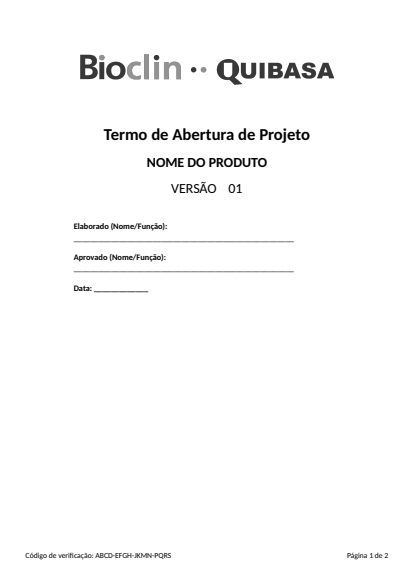 Bioclin •• QUIBASA
Termo de Abertura de Projeto
NOME DO PRODUTO
VERSÃO 01
Elaborado (Nome/Função):
Aprovado (Nome/Função):
Data: ____________
Código de verificação: ABCD-EFGH-JKMN-PQRS
Página 1 de 2